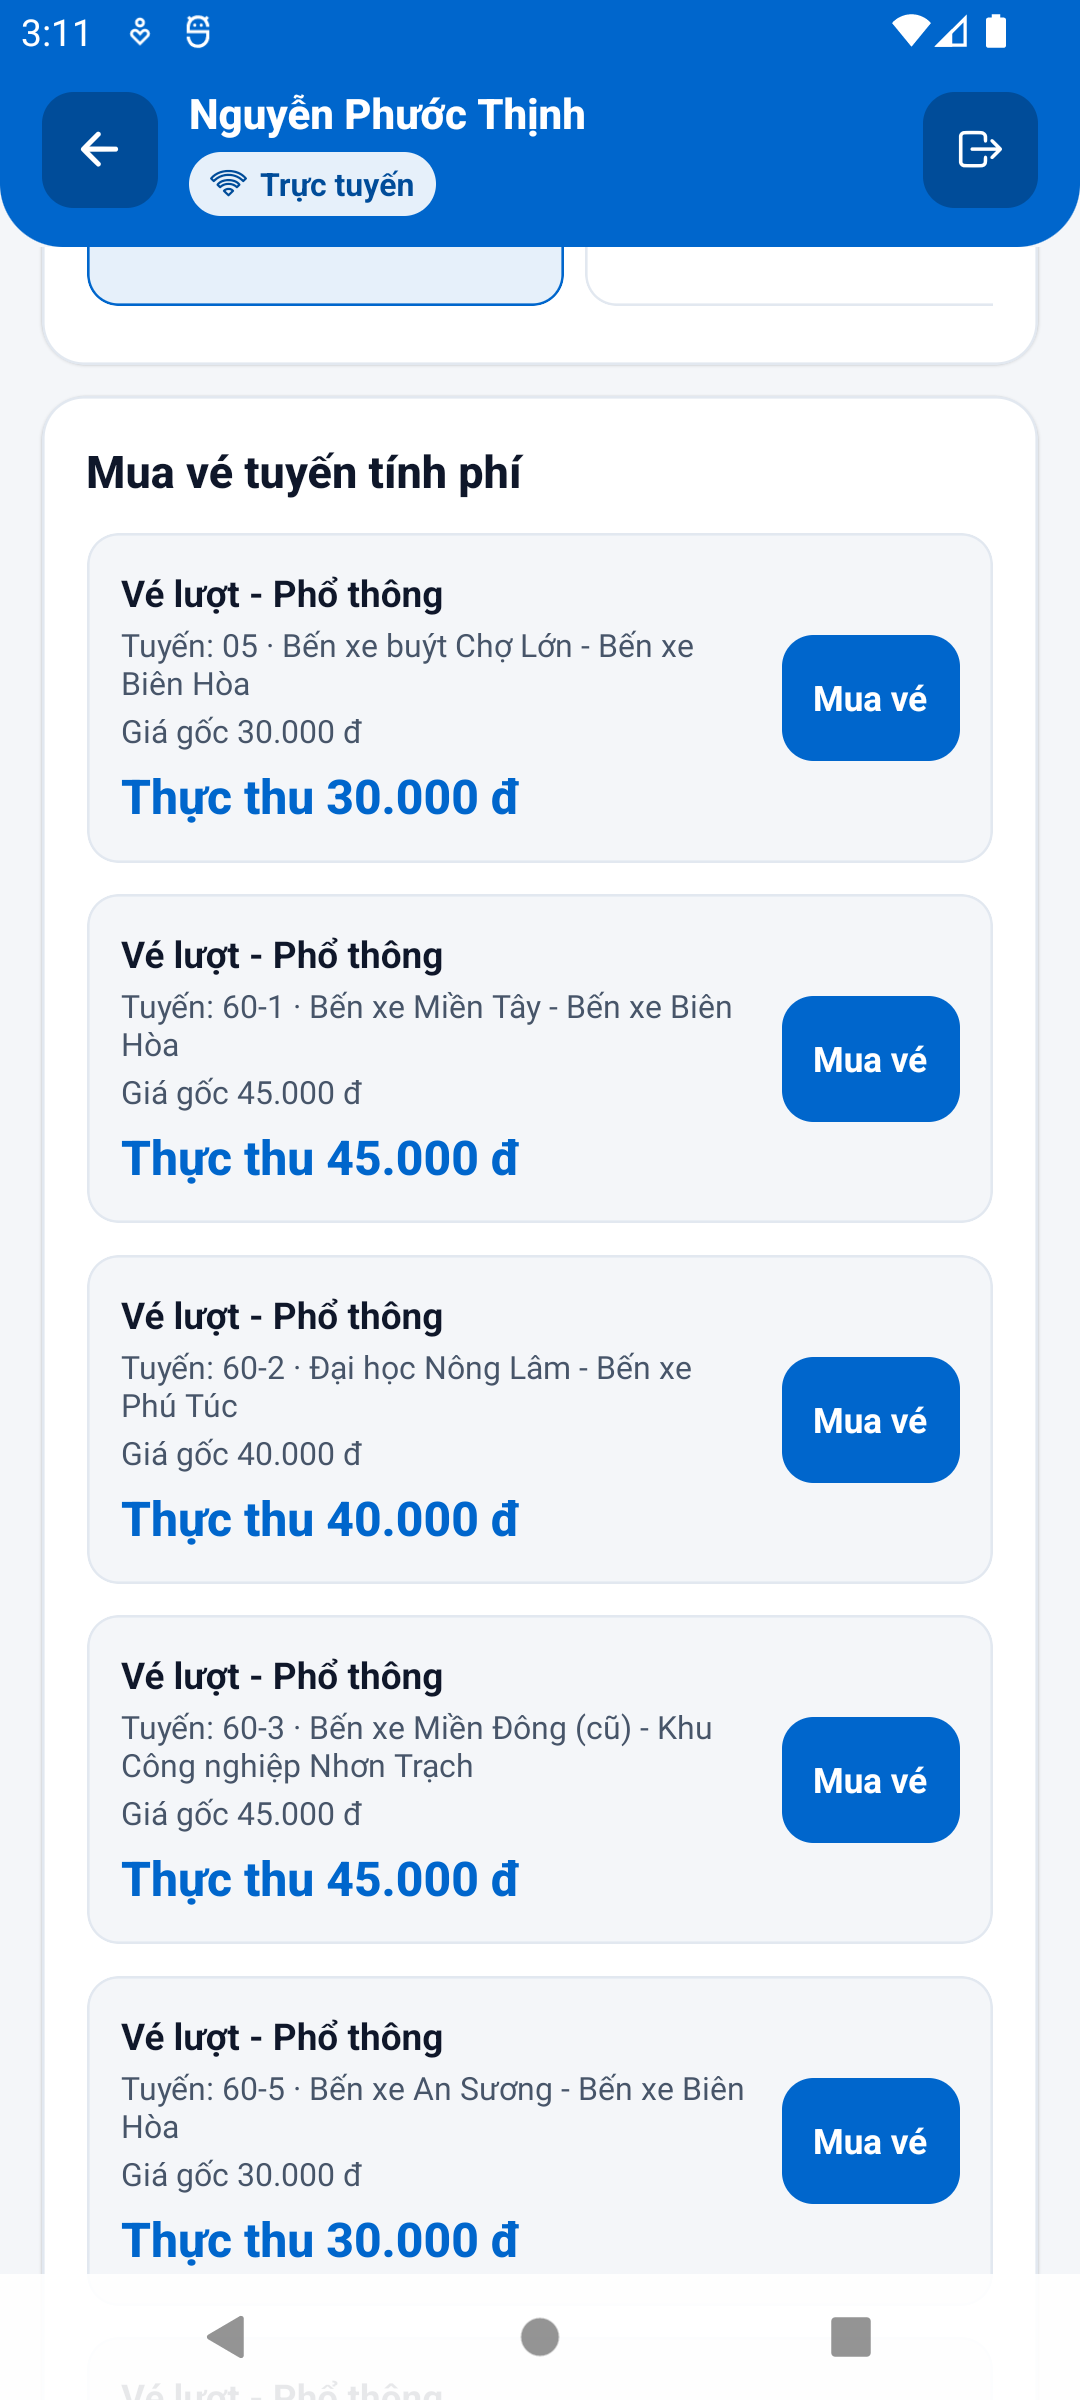 3:11
Nguyễn Phước Thịnh
Trực tuyến
Mua vé tuyến tính phí
Vé lượt - Phổ thông
Tuyến: 05 · Bến xe buýt Chợ Lớn - Bến xe
Biên Hòa
Giá gốc 30.000 đ
Thực thu 30.000 đ
Mua vé
Vé lượt - Phổ thông
Tuyến: 60-1 · Bến xe Miền Tây - Bến xe Biên
Hòa
Giá gốc 45.000 đ
Thực thu 45.000 đ
Mua vé
Vé lượt - Phổ thông
Tuyến: 60-2 · Đại học Nông Lâm - Bến xe
Phú Túc
Giá gốc 40.000 đ
Thực thu 40.000 đ
Mua vé
Vé lượt - Phổ thông
Tuyến: 60-3 · Bến xe Miền Đông (cũ) - Khu
Công nghiệp Nhơn Trạch
Giá gốc 45.000 đ
Thực thu 45.000 đ
Mua vé
Vé lượt - Phổ thông
Tuyến: 60-5 · Bến xe An Sương - Bến xe Biên
Hòa
Giá gốc 30.000 đ
Thực thu 30.000 đ
Mua vé
Vé lượt - Phổ thông